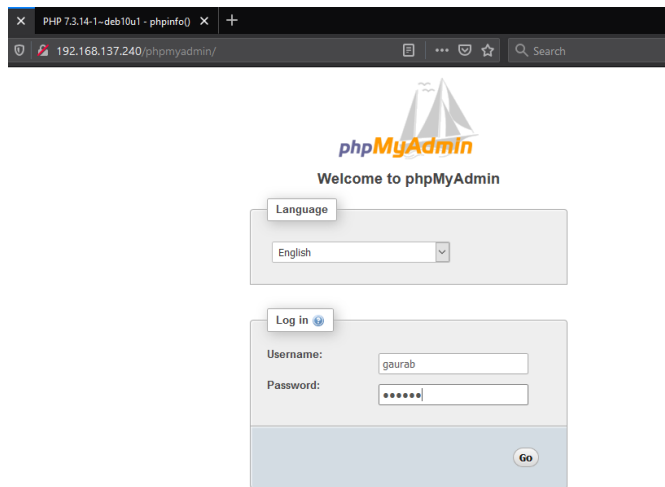 PHP 7.3.14-1~deb10u1 - phpinfo()
192.168.137.240/phpmyadmin/
Search
phpMyAdmin
Welcome to phpMyAdmin
Language
English
Log in
Username:
gaurab
Password:
••••••
Go